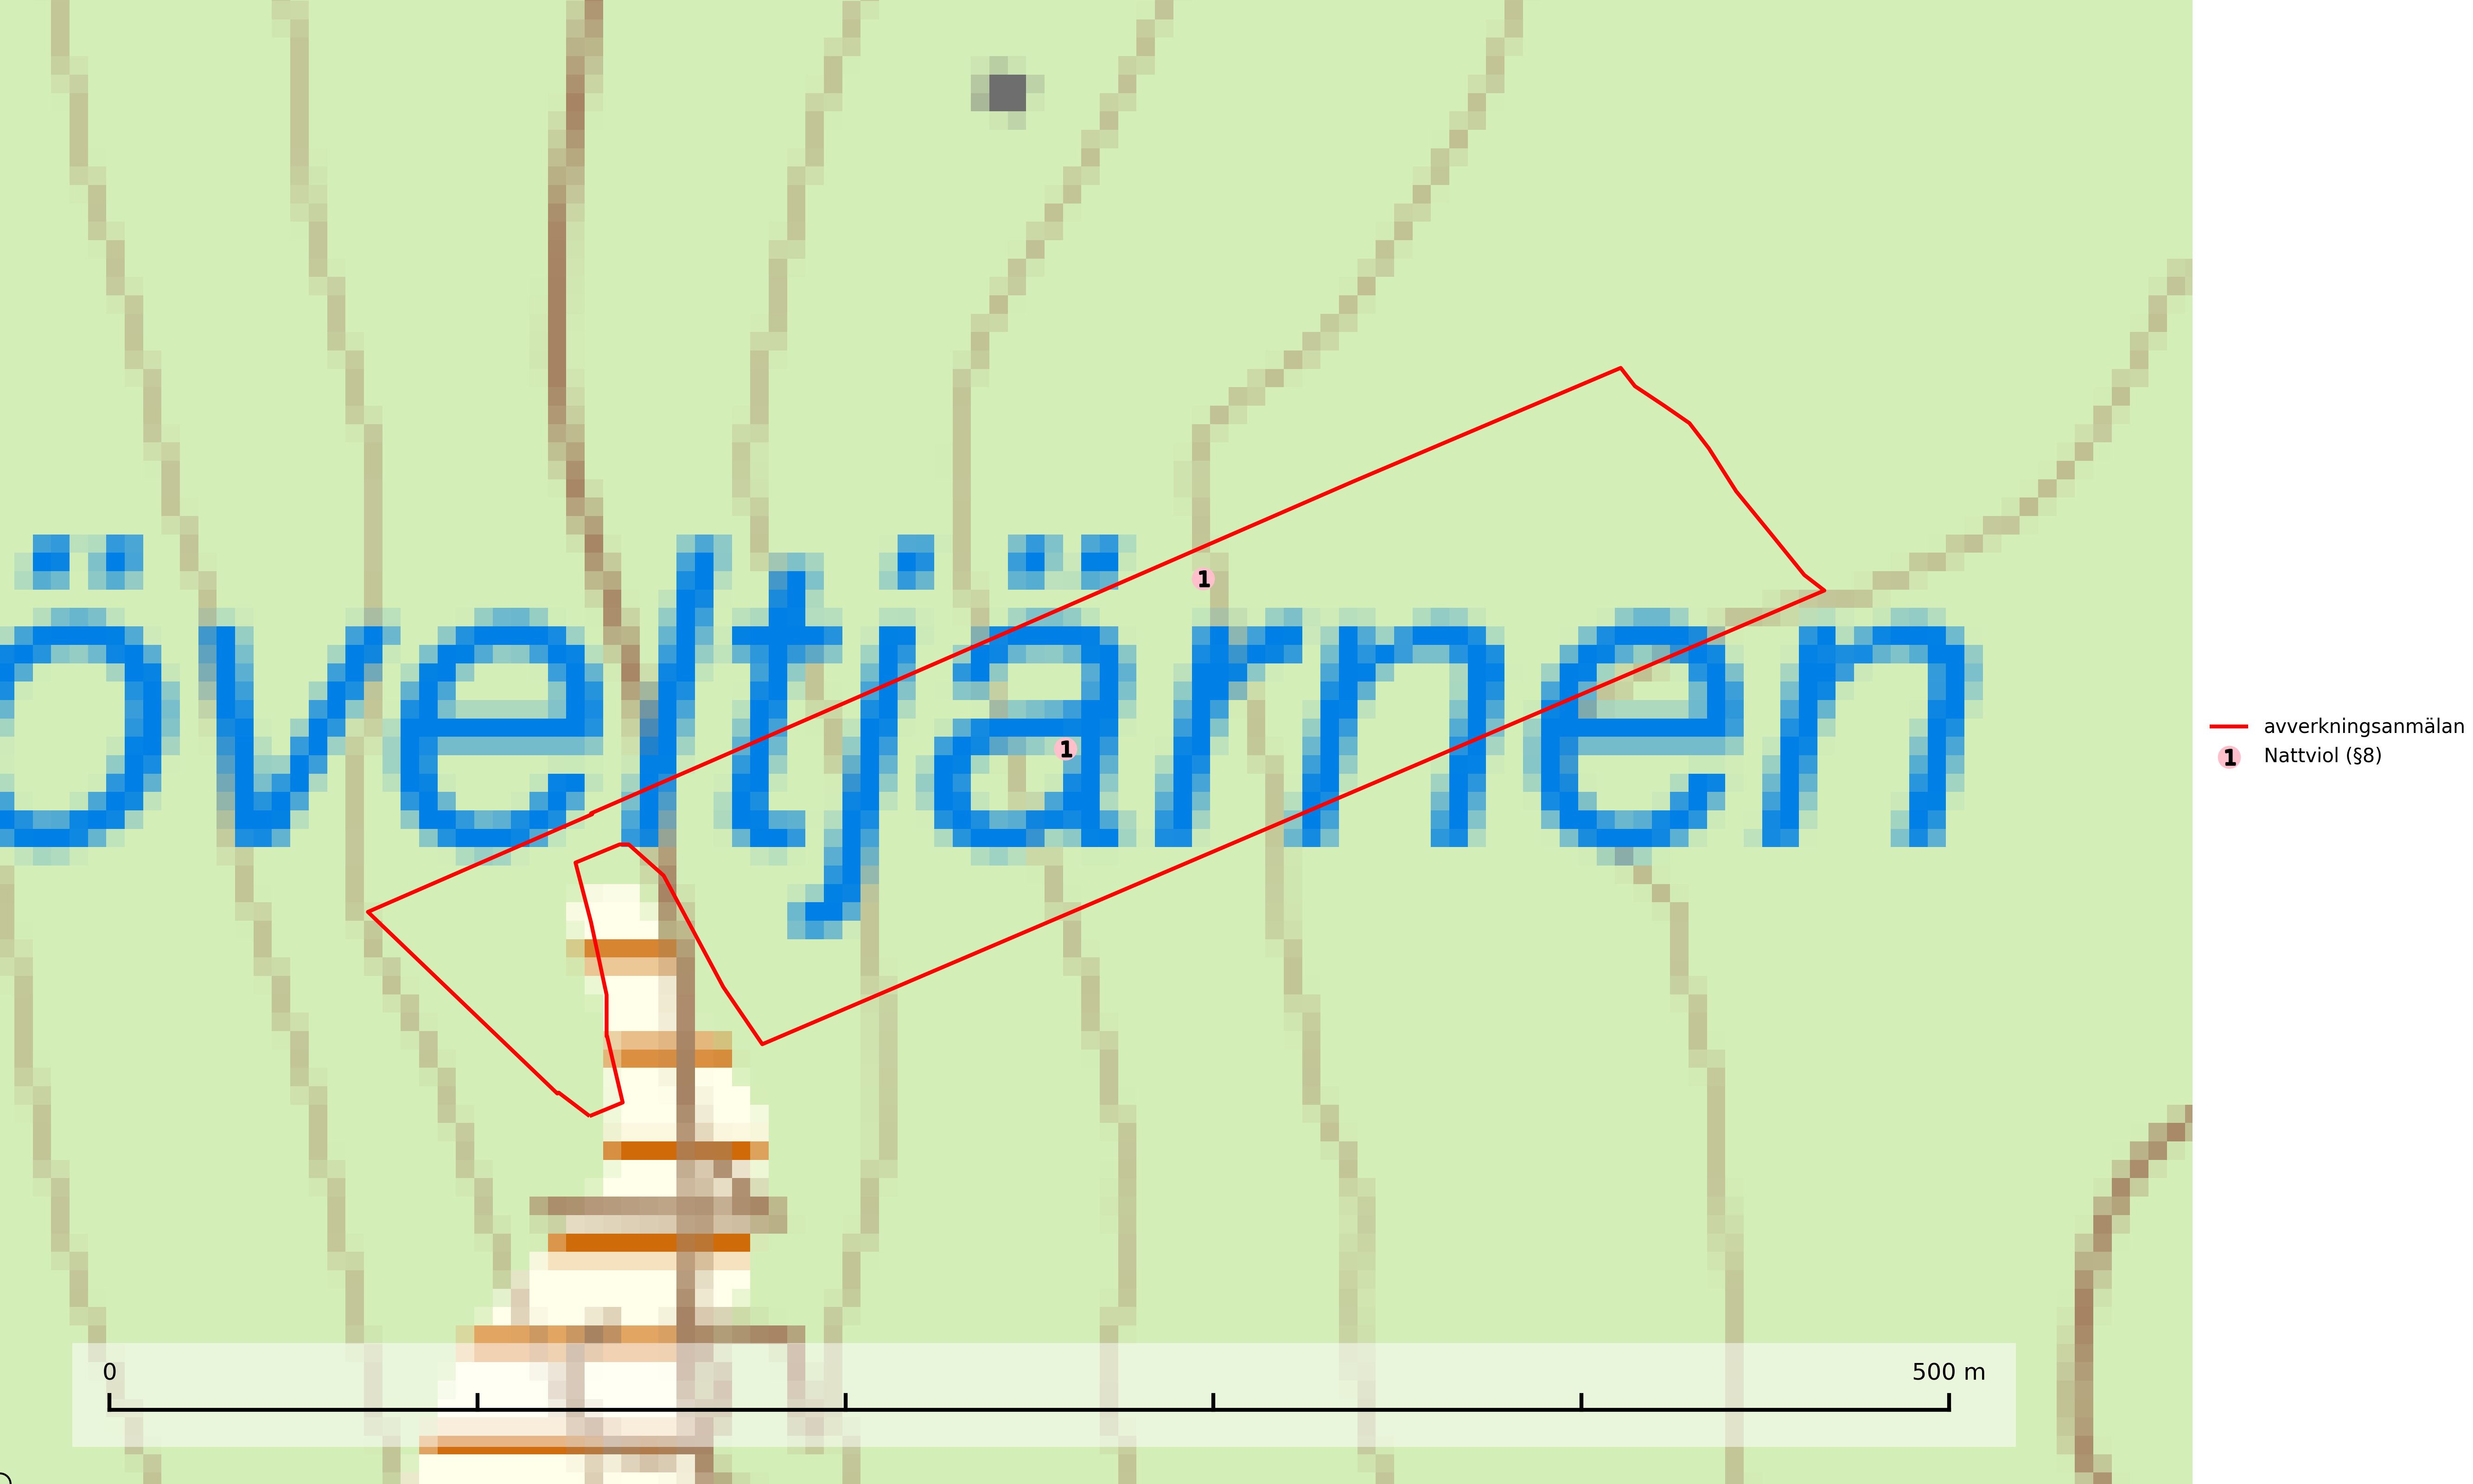 öveltjärnen
1
1
avverkningsanmälan
1 Nattviol (§8)
0 500 m